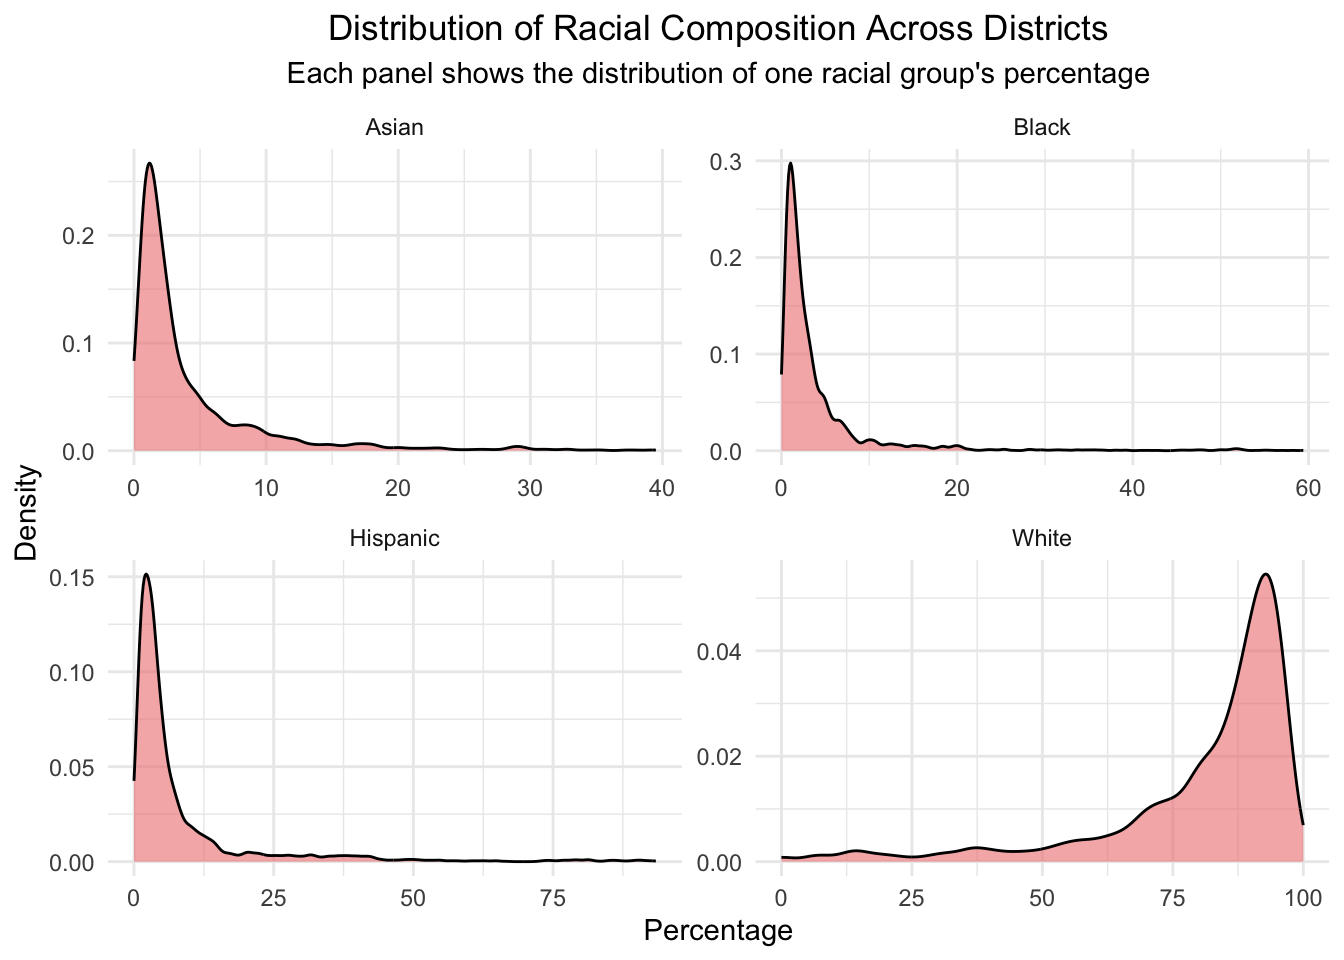 Distribution of Racial Composition Across Districts
Each panel shows the distribution of one racial group's percentage
Asian
0.2
0.1
0.0
0 10 20 30 40
Black
0.3
0.2
0.1
0.0
0 20 40 60
Density
Hispanic
0.15
0.10
0.05
0.00
0 25 50 75
White
0.04
0.02
0.00
0 25 50 75 100
Percentage